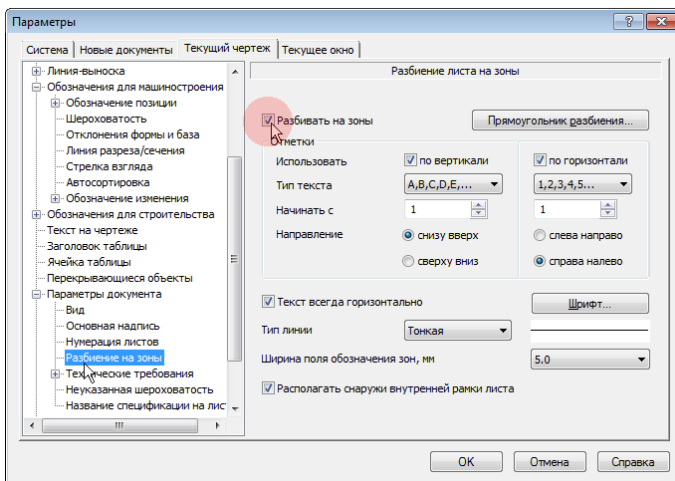 Параметры
Система Новые документы Текущий чертеж Текущее окно
Линия-выноска
Обозначения для машиностроения
Обозначение позиции
Шероховатость
Отклонения формы и база
Линия разреза/сечения
Стрелка взгляда
Автосортировка
Обозначение изменения
Обозначения для строительства
Текст на чертеже
Заголовок таблицы
Ячейка таблицы
Перекрывающиеся объекты
Параметры документа
Вид
Основная надпись
Нумерация листов
Разбиение на зоны
Технические требования
Неуказанная шероховатость
Название спецификации на лис
Разбиение листа на зоны
Разбивать на зоны Прямоугольник разбиения...
Отметки
Использовать по вертикали по горизонтали
Тип текста A,B,C,D,E,... 1,2,3,4,5...
Начинать с 1 1
Направление снизу вверх слева направо
сверху вниз справа налево
Текст всегда горизонтально Шрифт...
Тип линии Тонкая
Ширина поля обозначения зон, мм 5.0
Располагать снаружи внутренней рамки листа
OK Отмена Справка